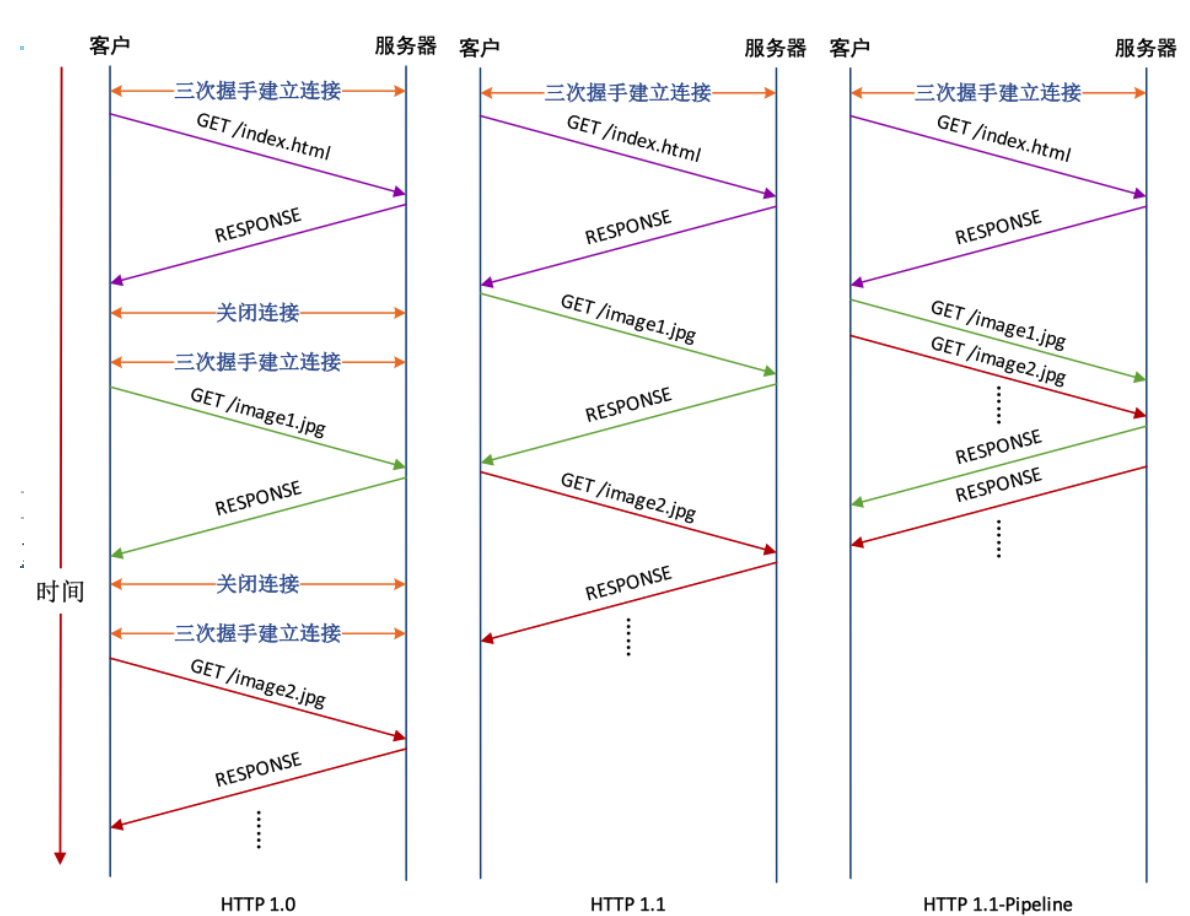 客户
服务器
三次握手建立连接
GET /index.html
RESPONSE
关闭连接
三次握手建立连接
GET /image1.jpg
RESPONSE
关闭连接
三次握手建立连接
GET /image2.jpg
RESPONSE
HTTP 1.0
客户
服务器
三次握手建立连接
GET /index.html
RESPONSE
GET /image1.jpg
RESPONSE
GET /image2.jpg
RESPONSE
HTTP 1.1
客户
服务器
三次握手建立连接
GET /index.html
RESPONSE
GET /image1.jpg
GET /image2.jpg
RESPONSE
RESPONSE
HTTP 1.1-Pipeline
时间